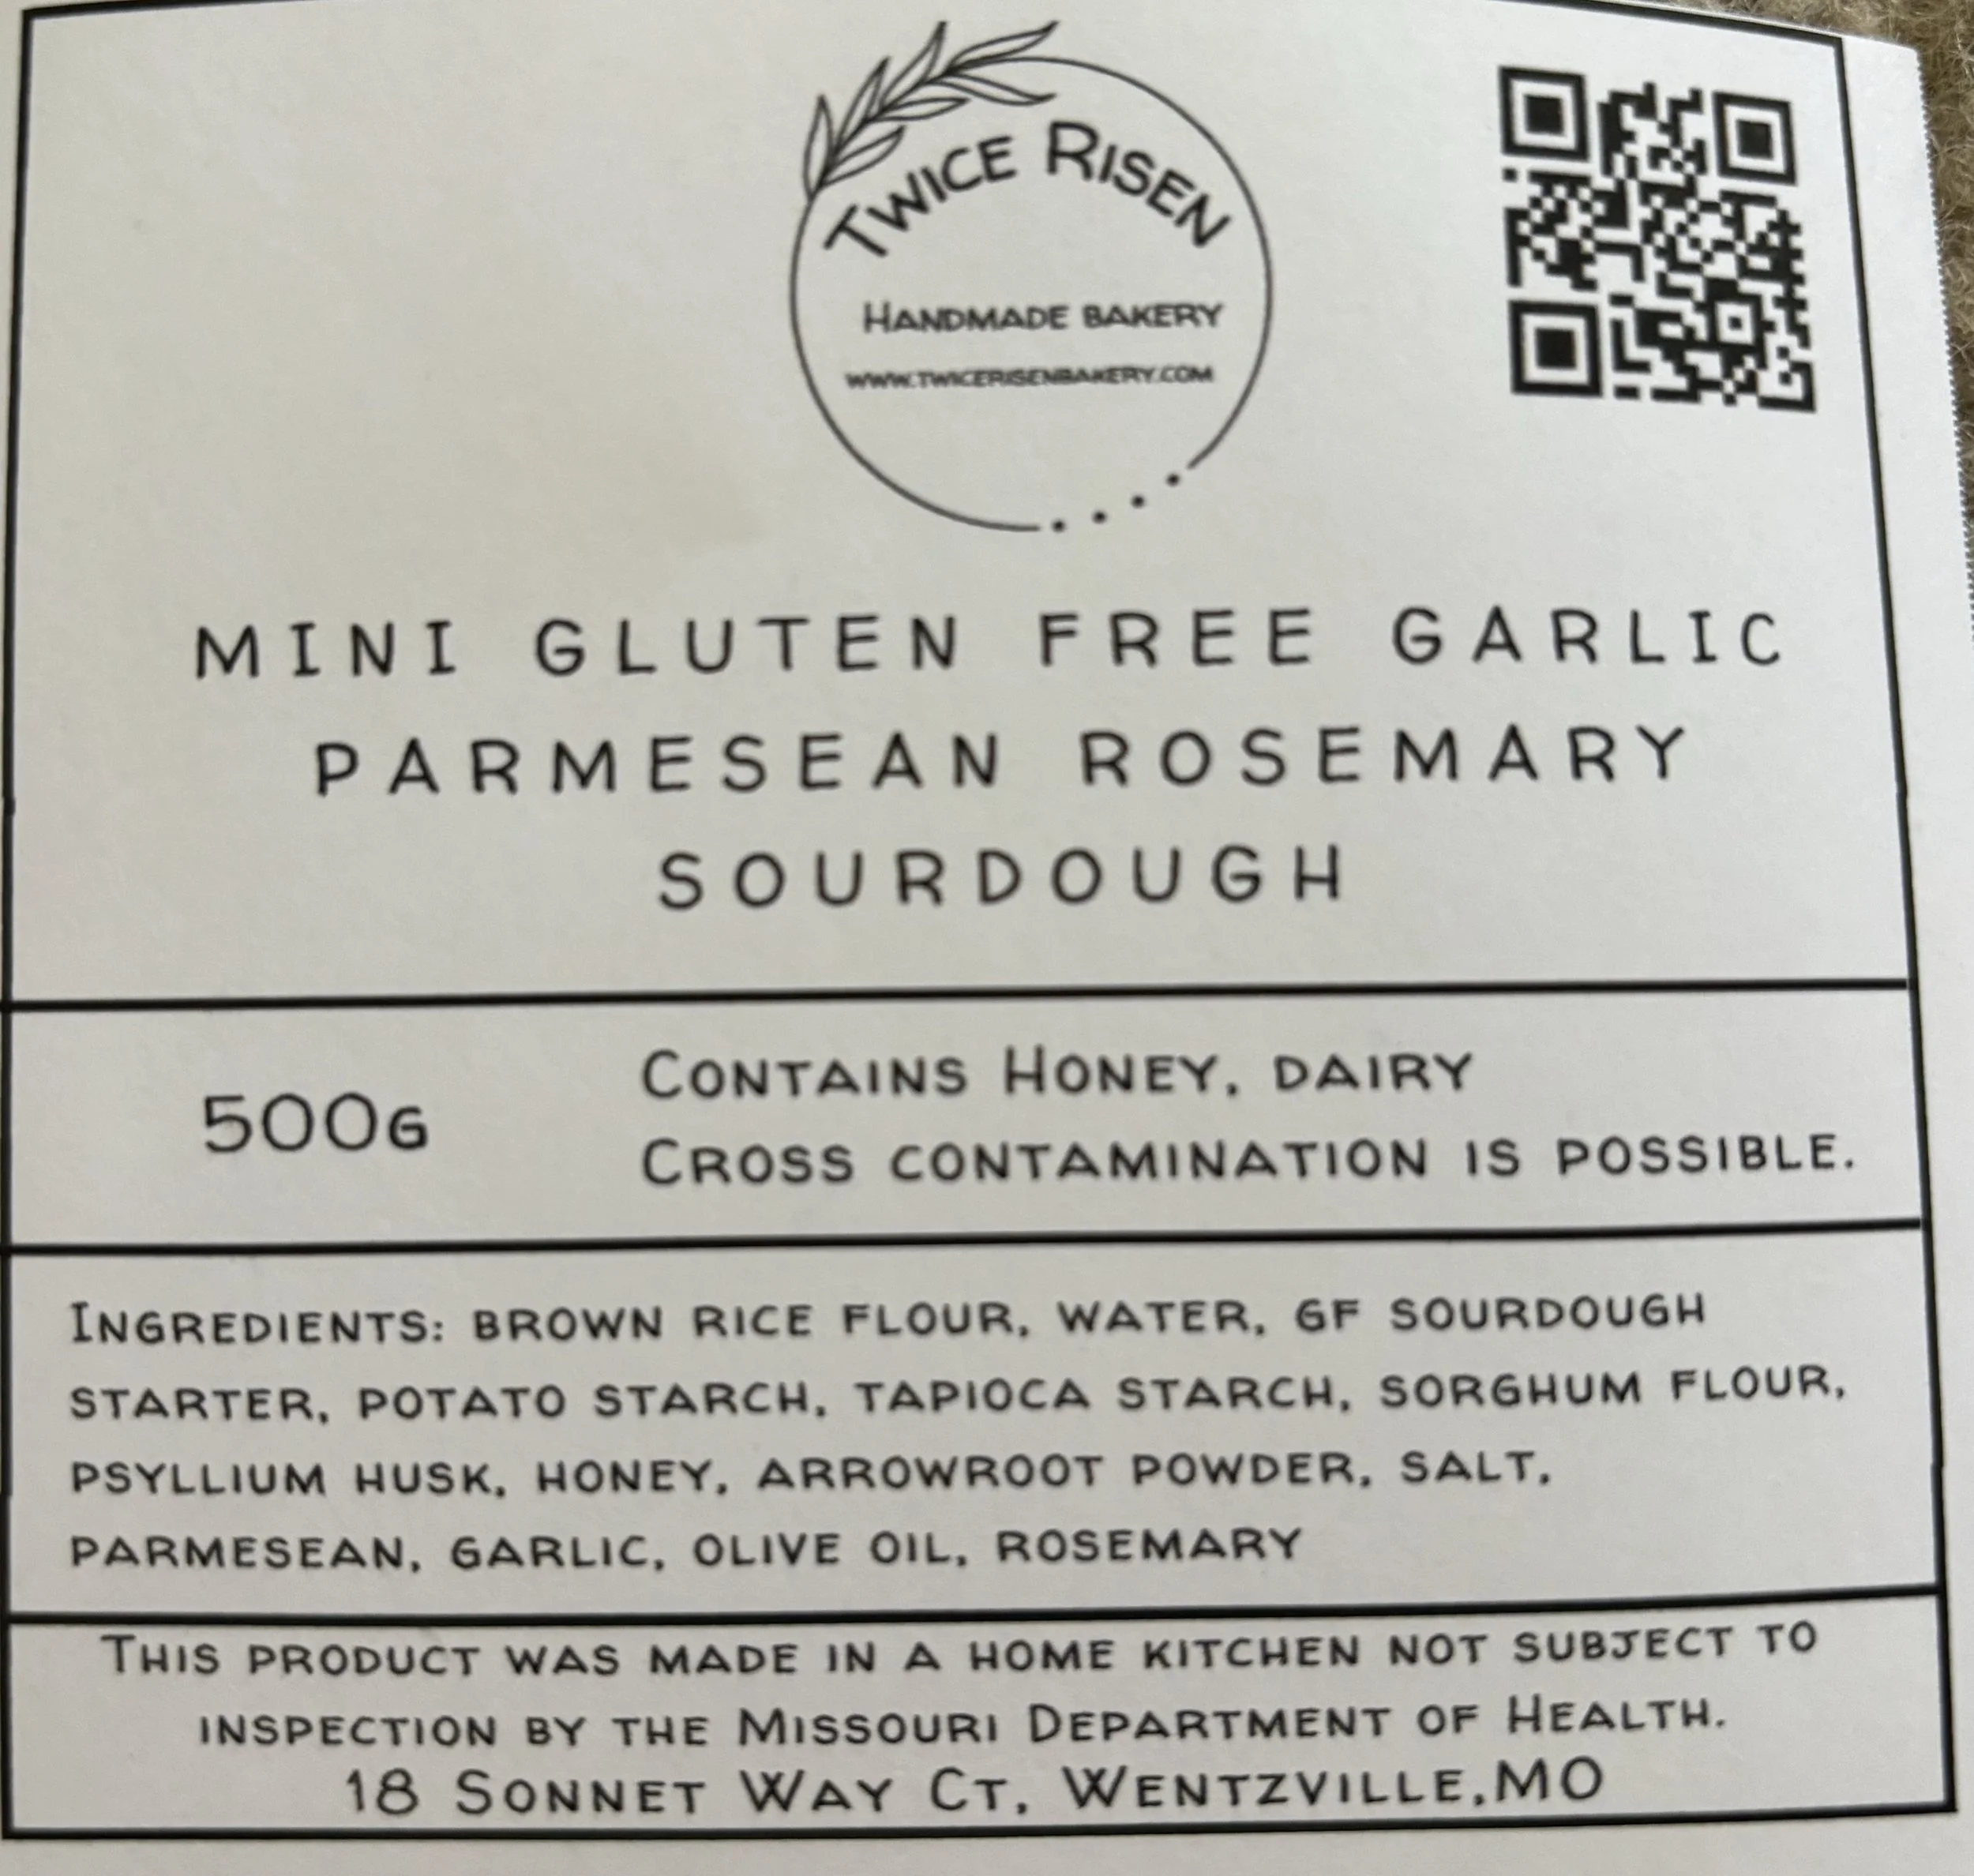 TWICE RISEN
HANDMADE BAKERY
WWW.TWICERISENBAKERY.COM
MINI GLUTEN FREE GARLIC
PARMESEAN ROSEMARY
SOURDOUGH
500G
CONTAINS HONEY, DAIRY
CROSS CONTAMINATION IS POSSIBLE.
INGREDIENTS: BROWN RICE FLOUR, WATER, GF SOURDOUGH
STARTER, POTATO STARCH, TAPIOCA STARCH, SORGHUM FLOUR,
PSYLLIUM HUSK, HONEY, ARROWROOT POWDER, SALT,
PARMESEAN, GARLIC, OLIVE OIL, ROSEMARY
THIS PRODUCT WAS MADE IN A HOME KITCHEN NOT SUBJECT TO
INSPECTION BY THE MISSOURI DEPARTMENT OF HEALTH.
18 SONNET WAY CT, WENTZVILLE,MO